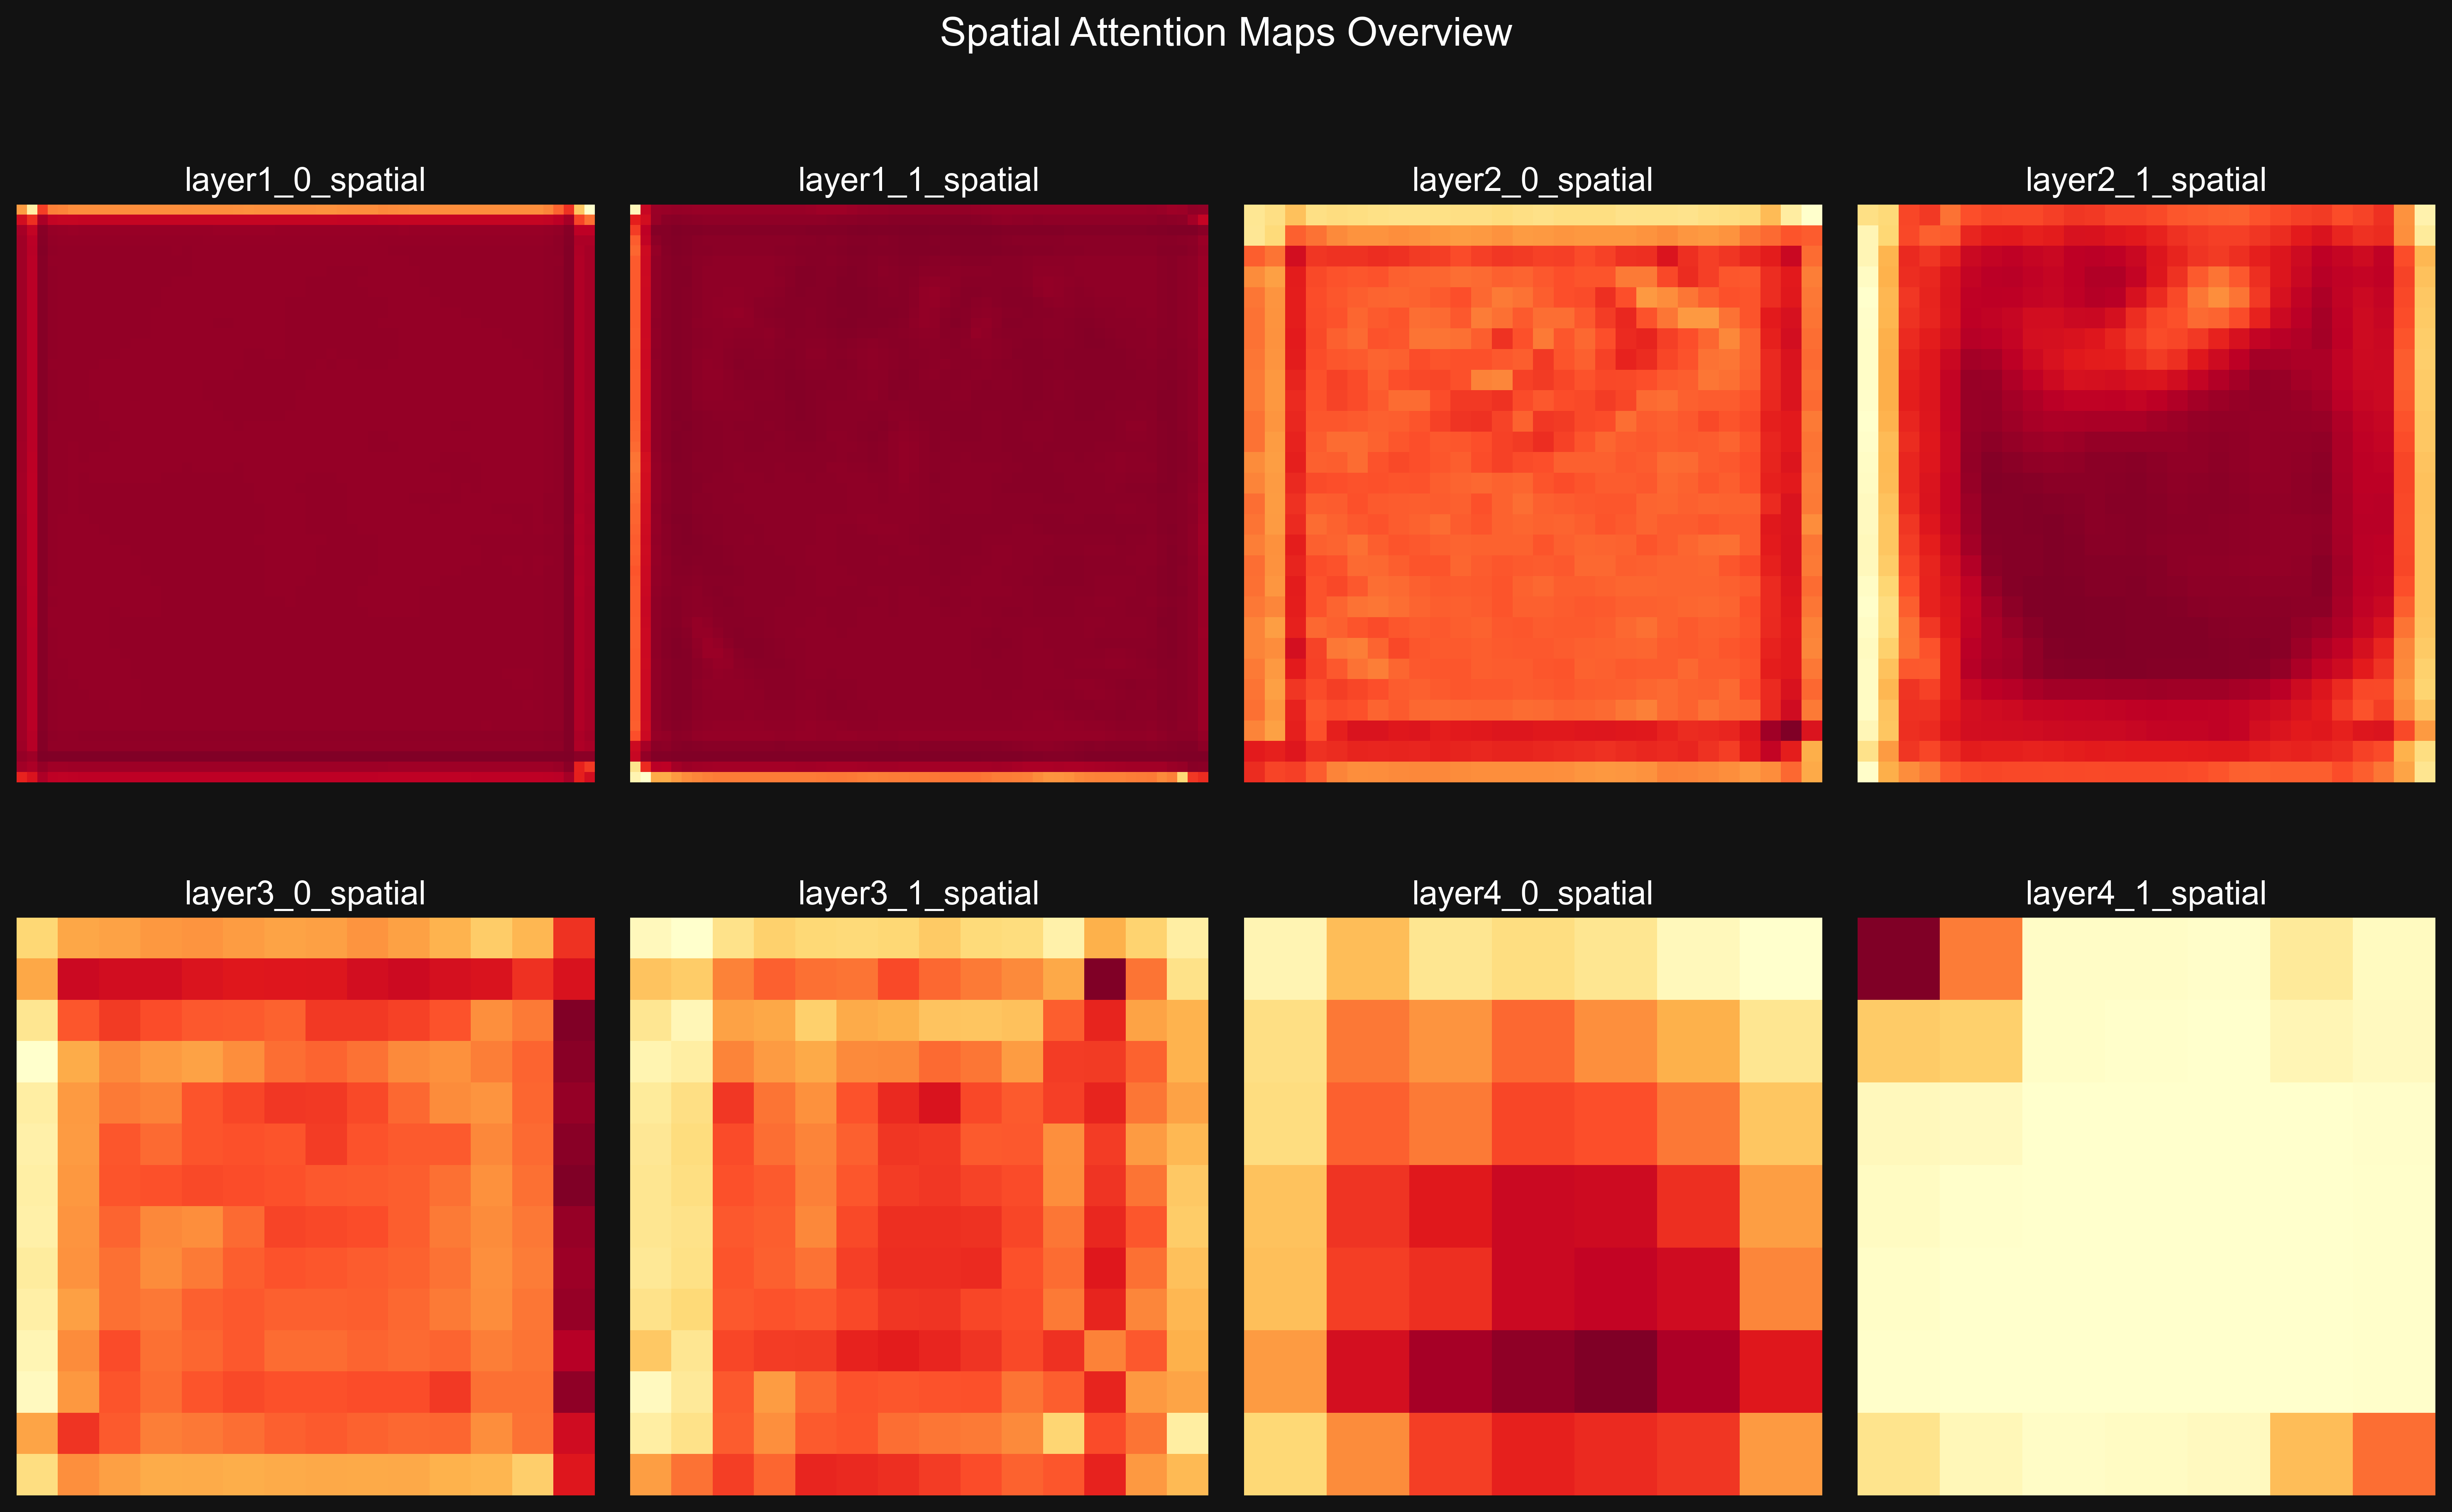 Spatial Attention Maps Overview
layer1_0_spatial
layer1_1_spatial
layer2_0_spatial
layer2_1_spatial
layer3_0_spatial
layer3_1_spatial
layer4_0_spatial
layer4_1_spatial